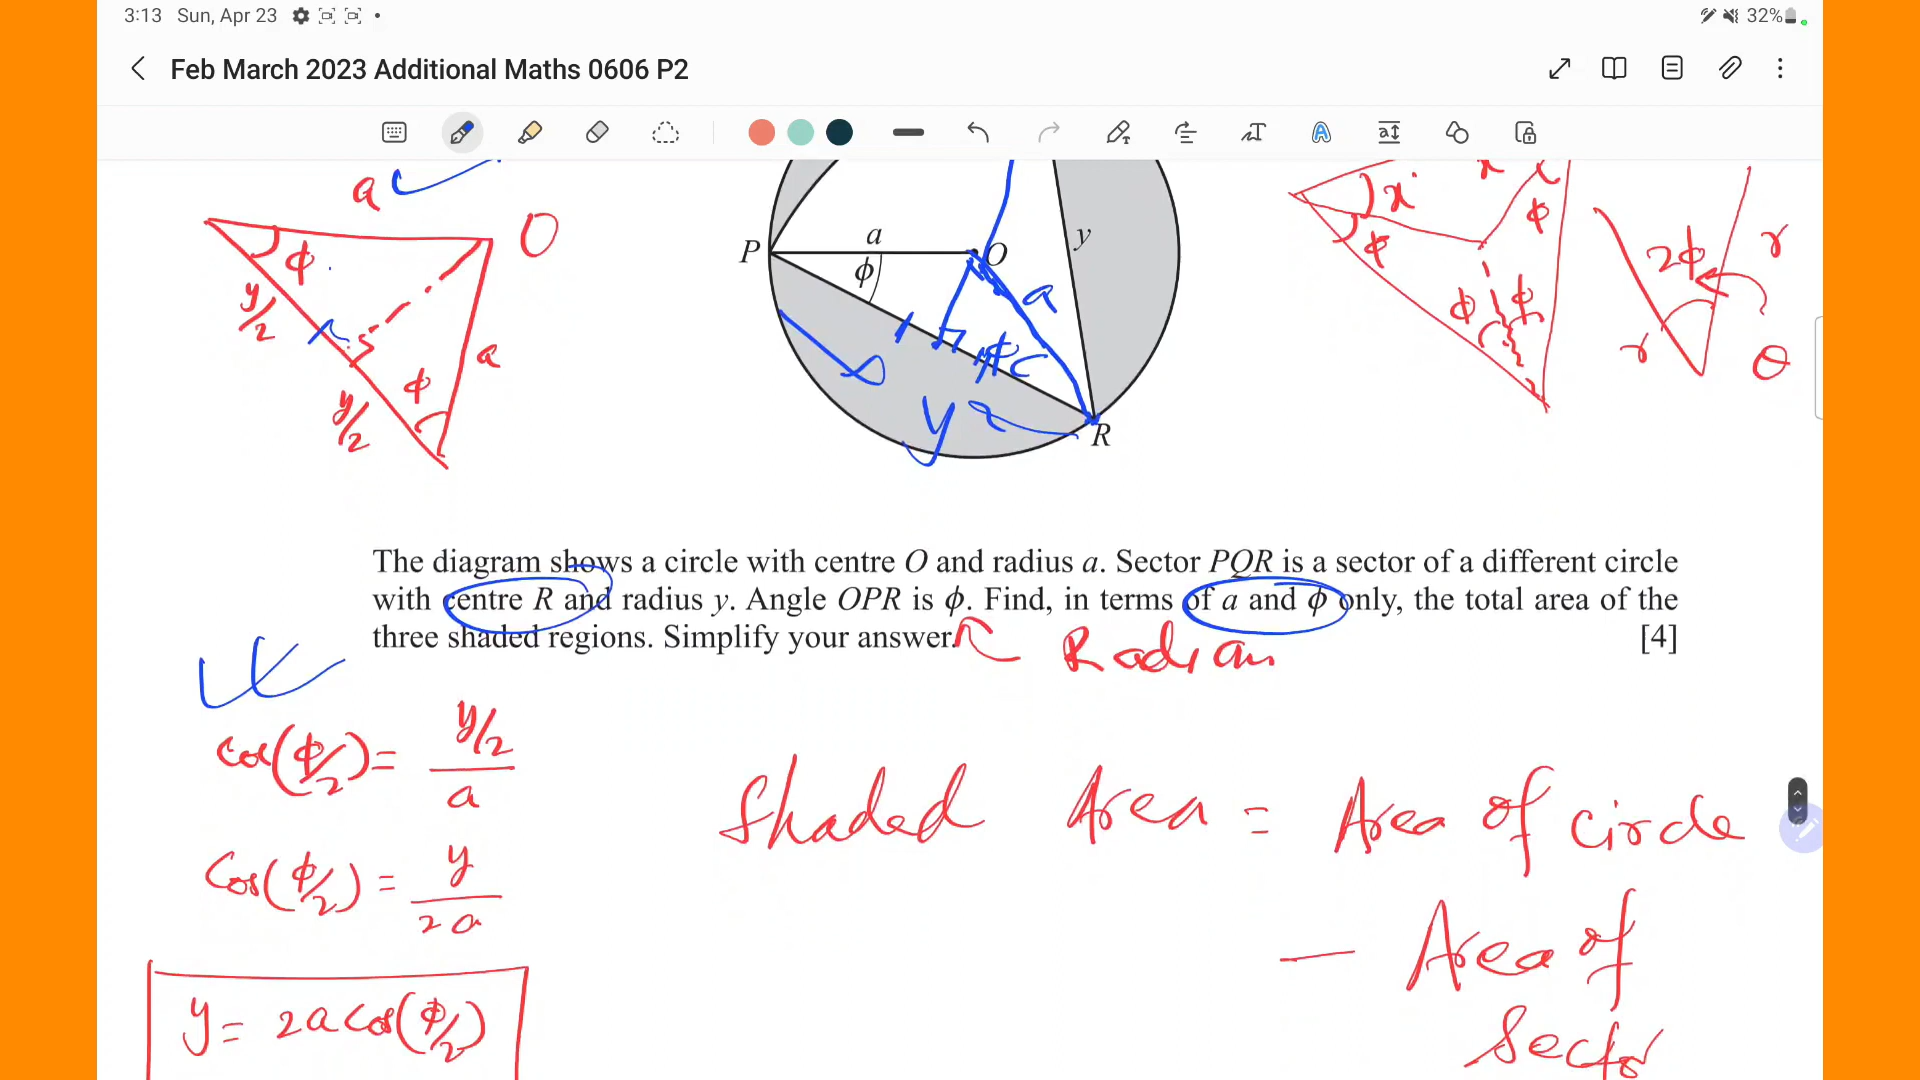 3:13 Sun, Apr 23 32%
Feb March 2023 Additional Maths 0606 P2
a
O
ϕ
y/2
y/2
ϕ
a
P
a
O
ϕ
a
y
ϕ
y
R
x
ϕ
ϕ
ϕ
ϕ
2ϕ
r
r
θ
The diagram shows a circle with centre O and radius a. Sector PQR is a sector of a different circle
with centre R and radius y. Angle OPR is ϕ. Find, in terms of a and ϕ only, the total area of the
three shaded regions. Simplify your answer. [4]
Radian
cos(ϕ/2) = y/2 / a
Cos(ϕ/2) = y / 2a
y = 2a cos(ϕ/2)
Shaded Area = Area of circle
— Area of
Sector